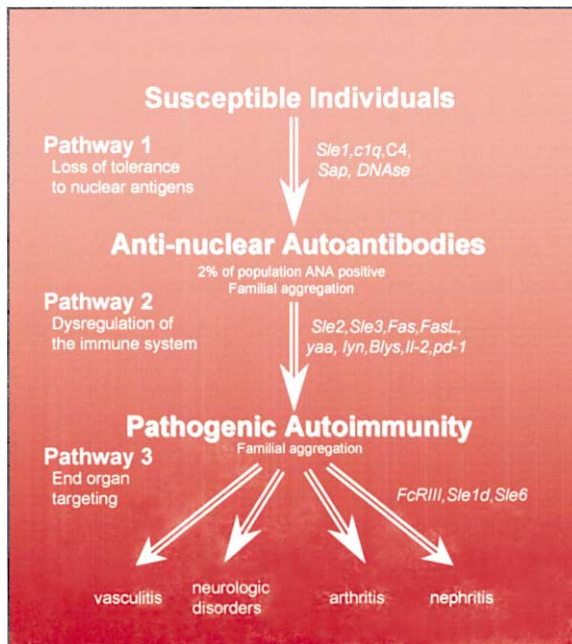 Susceptible Individuals
Pathway 1
Loss of tolerance
to nuclear antigens
Sle1,c1q,C4,
Sap, DNAse
Anti-nuclear Autoantibodies
2% of population ANA positive
Familial aggregation
Pathway 2
Dysregulation of
the immune system
Sle2,Sle3,Fas,FasL,
yaa, lyn,Blys,Il-2,pd-1
Pathogenic Autoimmunity
Familial aggregation
Pathway 3
End organ
targeting
FcRIII,Sle1d,Sle6
vasculitis
neurologic
disorders
arthritis
nephritis